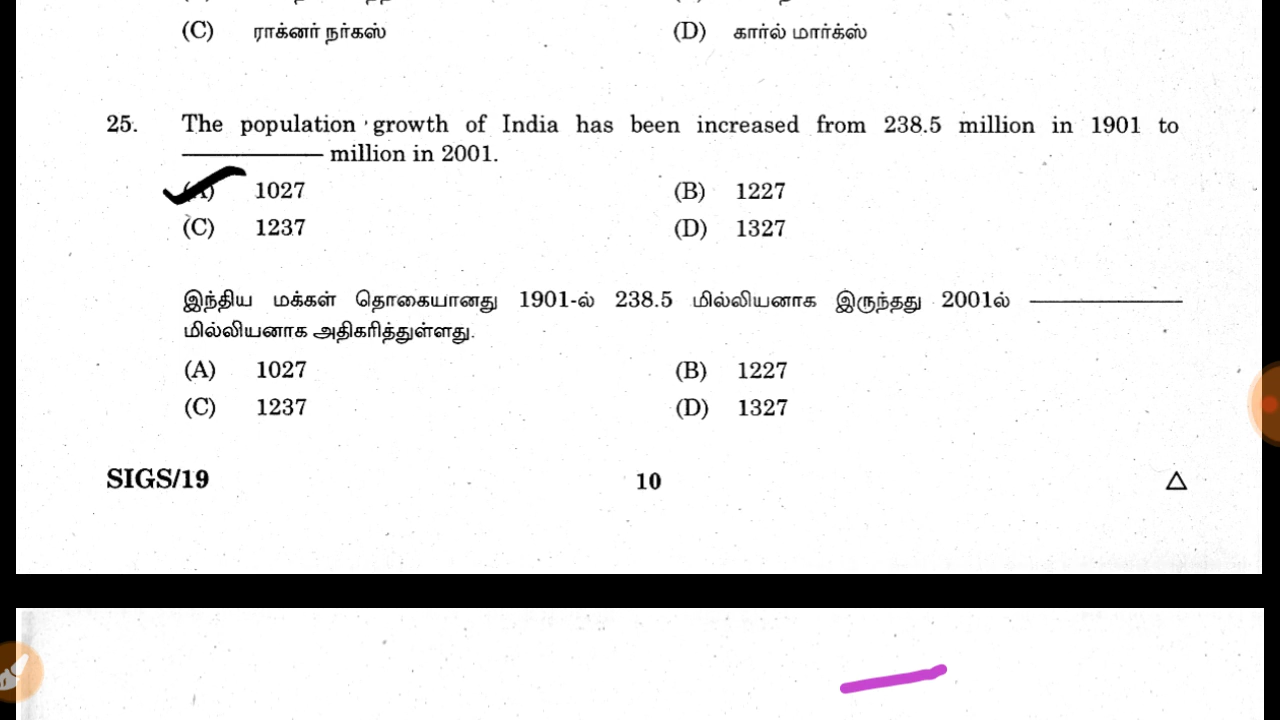 (C) ராக்னர் நர்கஸ் (D) கார்ல் மார்க்ஸ்
25. The population growth of India has been increased from 238.5 million in 1901 to
million in 2001.
(A) 1027 (B) 1227
(C) 1237 (D) 1327
இந்திய மக்கள் தொகையானது 1901-ல் 238.5 மில்லியனாக இருந்தது 2001ல்
மில்லியனாக அதிகரித்துள்ளது.
(A) 1027 (B) 1227
(C) 1237 (D) 1327
SIGS/19 10 △